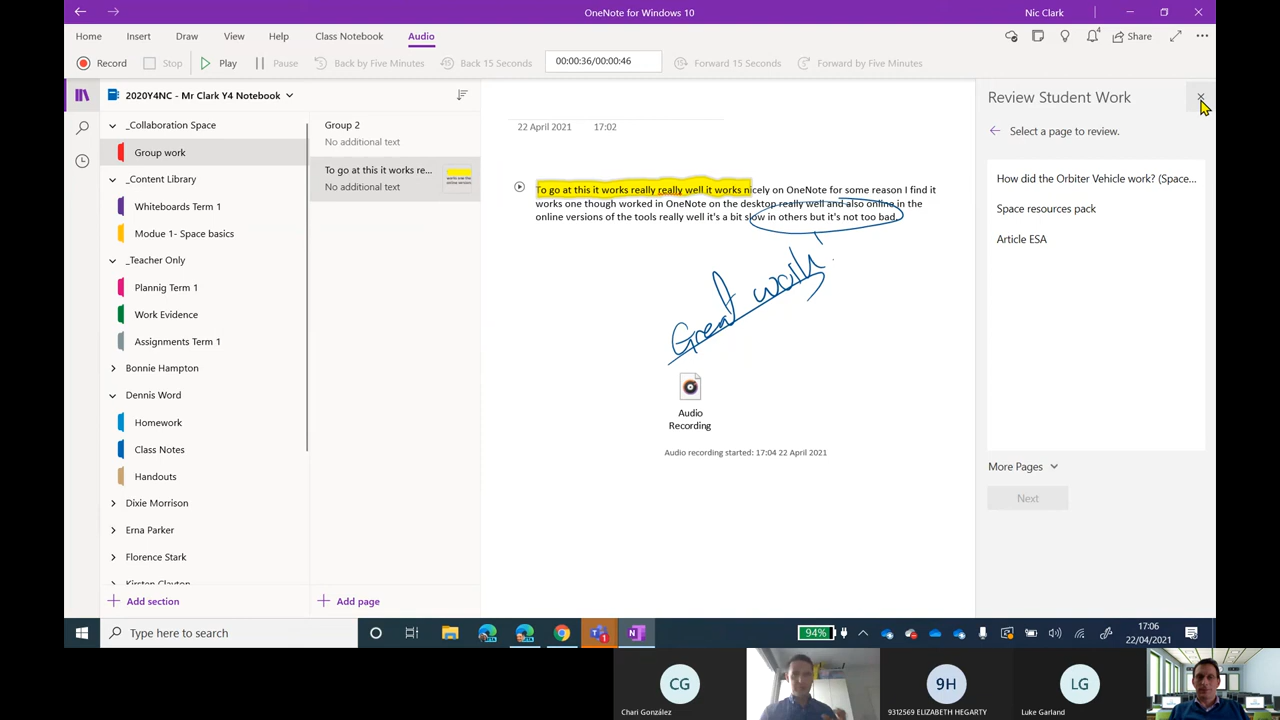 OneNote for Windows 10
Nic Clark
Home Insert Draw View Help Class Notebook Audio
Share
Record Stop Play Pause Back by Five Minutes Back 15 Seconds 00:00:36/00:00:46 Forward 15 Seconds Forward by Five Minutes
2020Y4NC - Mr Clark Y4 Notebook
_Collaboration Space
Group work
_Content Library
Whiteboards Term 1
Modue 1- Space basics
_Teacher Only
Plannig Term 1
Work Evidence
Assignments Term 1
Bonnie Hampton
Dennis Word
Homework
Class Notes
Handouts
Dixie Morrison
Erna Parker
Florence Stark
Kirsten Clayton
Add section
Group 2
No additional text
To go at this it works re...
No additional text
Add page
22 April 2021 17:02
To go at this it works really really well it works nicely on OneNote for some reason I find it
works one though worked in OneNote on the desktop really well and also online in the
online versions of the tools really well it's a bit slow in others but it's not too bad.
Great work!
Audio
Recording
Audio recording started: 17:04 22 April 2021
Review Student Work
Select a page to review.
How did the Orbiter Vehicle work? (Space...
Space resources pack
Article ESA
More Pages
Next
Type here to search
94%
17:06
22/04/2021
CG
Chari González
9H
9312569 ELIZABETH HEGARTY
LG
Luke Garland